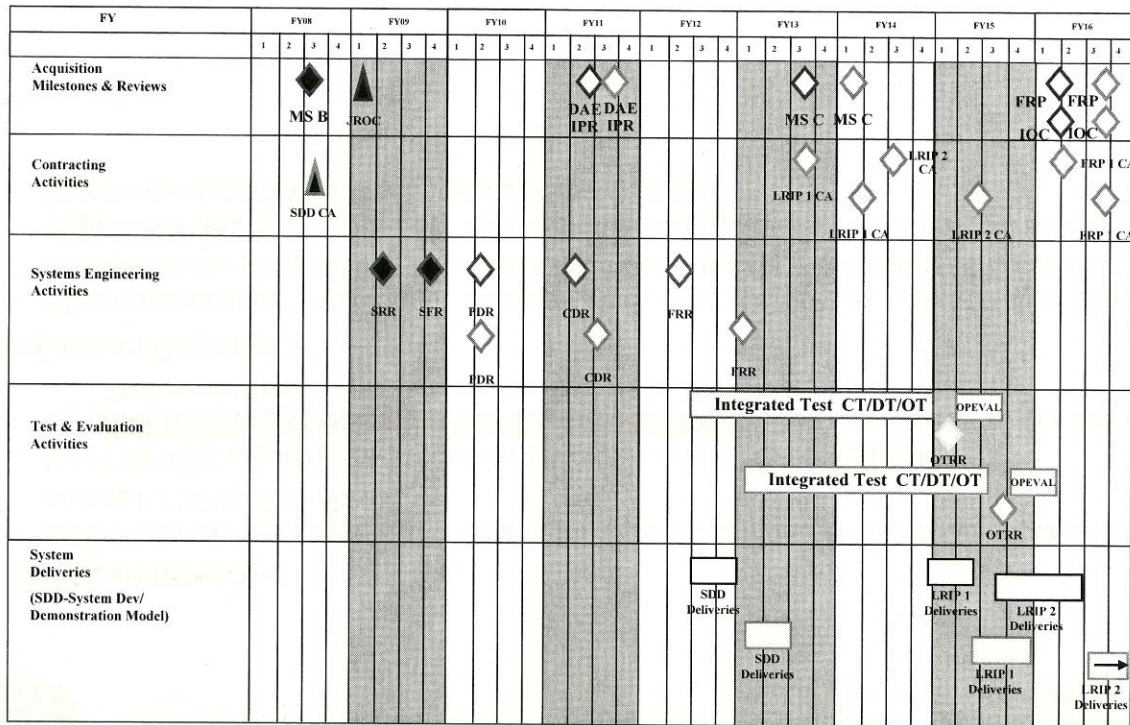 FY FY08 FY09 FY10 FY11 FY12 FY13 FY14 FY15 FY16
1 2 3 4 1 2 3 4 1 2 3 4 1 2 3 4 1 2 3 4 1 2 3 4 1 2 3 4 1 2 3 4 1 2 3 4
Acquisition
Milestones & Reviews
MS B
JROC
DAE DAE
IPR IPR
MS C MS C
FRP FRP
IOC IOC
Contracting
Activities
SDD CA
LRIP 1 CA
LRIP 2
CA
FRP 1 CA
LRIP 1 CA
LRIP 2 CA
FRP 1 CA
Systems Engineering
Activities
SRR SFR PDR CDR FRR
PDR CDR FRR
Test & Evaluation
Activities
Integrated Test CT/DT/OT OPEVAL
OTRR
Integrated Test CT/DT/OT OPEVAL
OTRR
System
Deliveries
(SDD-System Dev/
Demonstration Model)
SDD
Deliveries
LRIP 1
Deliveries
LRIP 2
Deliveries
SDD
Deliveries
LRIP 1
Deliveries
LRIP 2
Deliveries